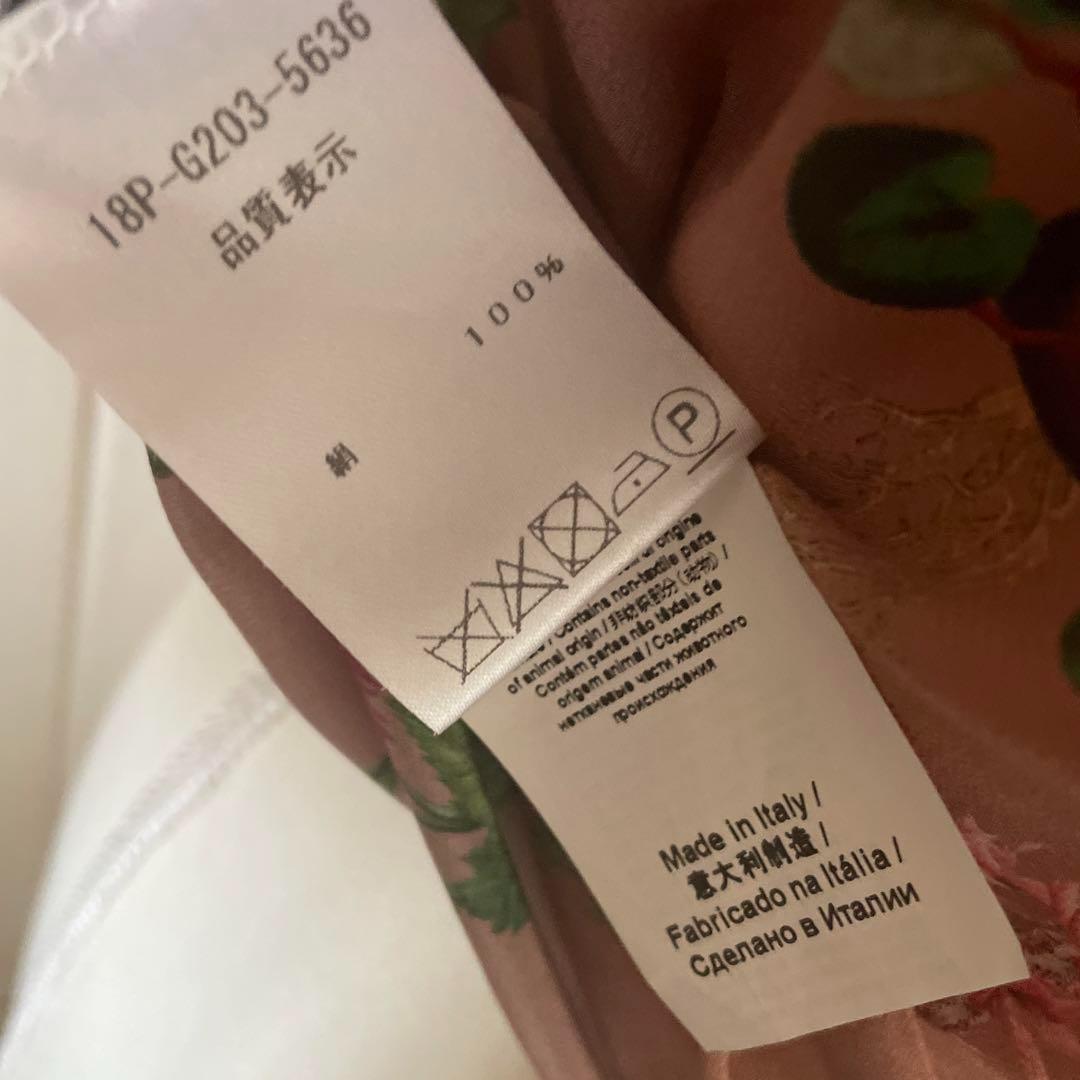 18P-G203-5636
品質表示
100%
絹
P
Contains non-textile parts
of animal origin / 非纺织部分(动物) /
Contém partes não têxteis de
origem animal / Содержит
нетканевые части животного
происхождения
Made in Italy /
意大利制造 /
Fabricado na Itália /
Сделано в Италии